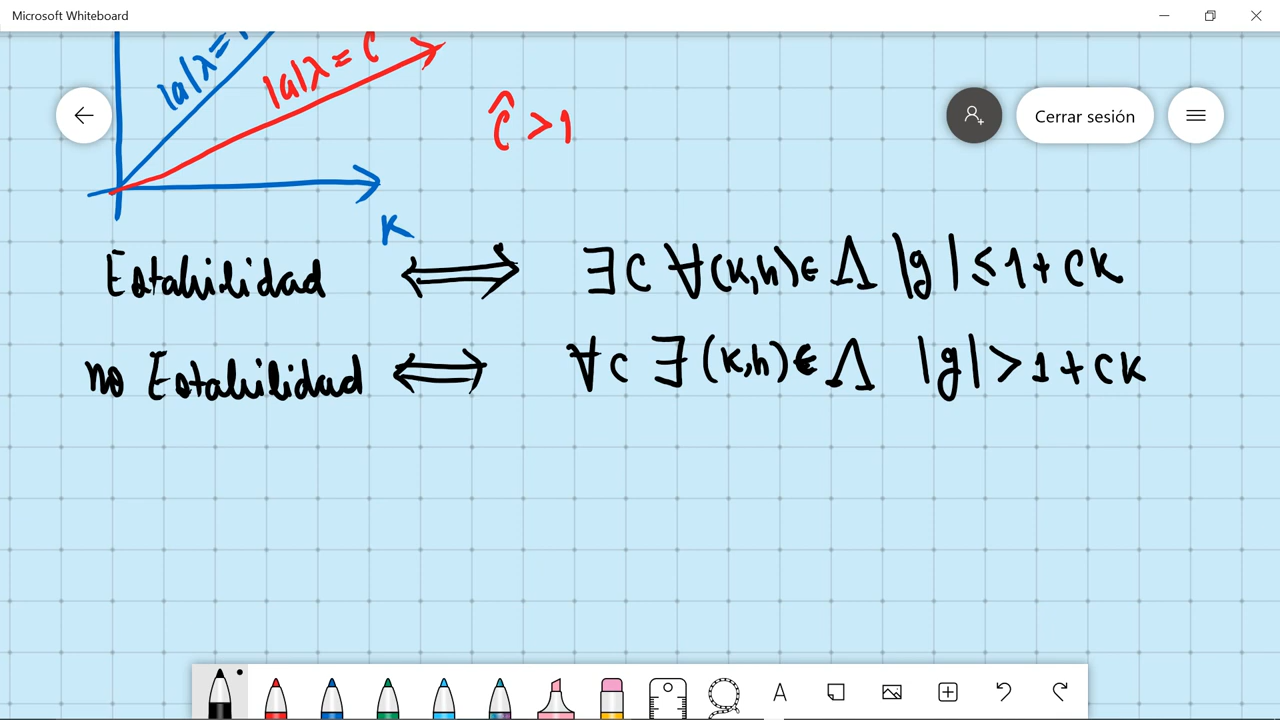 Microsoft Whiteboard
|a|λ =
|a|λ = C
Ĉ > 1
Cerrar sesión
K
Estabilidad ⟺ ∃ C ∀ (k,h) ∈ Λ |g| ≤ 1 + CK
no Estabilidad ⟺ ∀ C ∃ (k,h) ∈ Λ |g| > 1 + CK